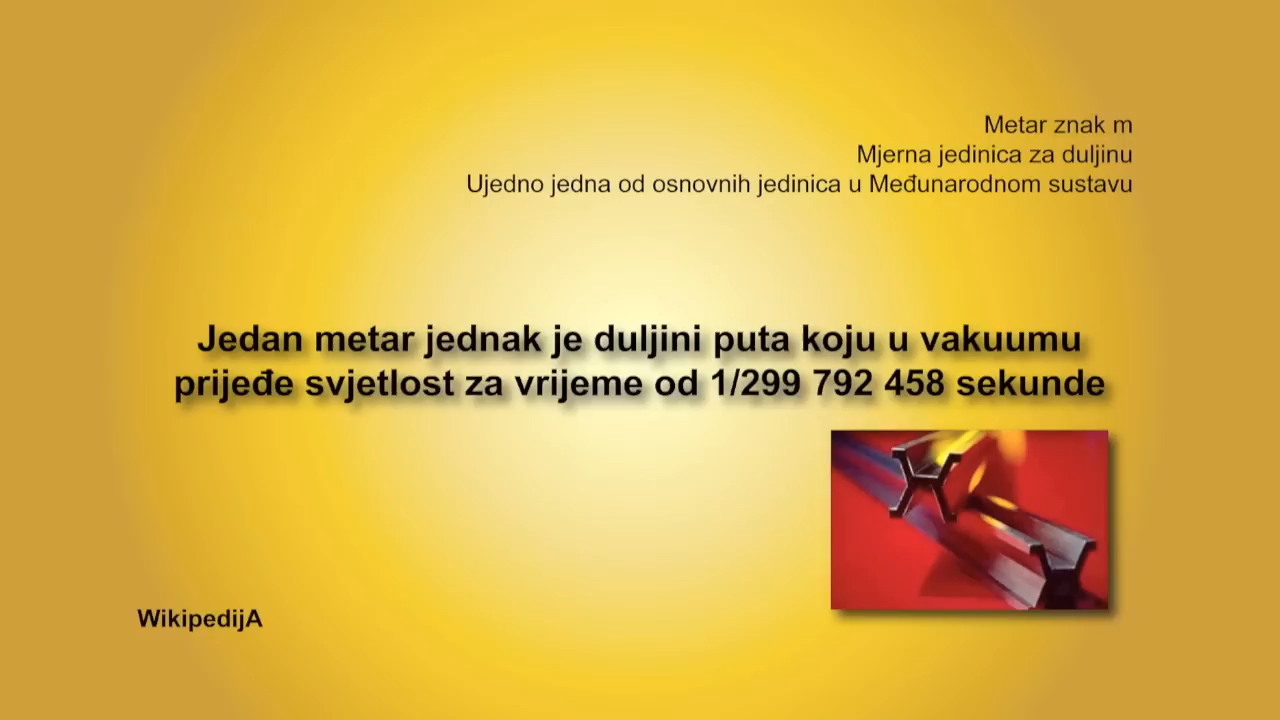 Metar znak m
Mjerna jedinica za duljinu
Ujedno jedna od osnovnih jedinica u Međunarodnom sustavu
Jedan metar jednak je duljini puta koju u vakuumu
prijeđe svjetlost za vrijeme od 1/299 792 458 sekunde
WikipedijA